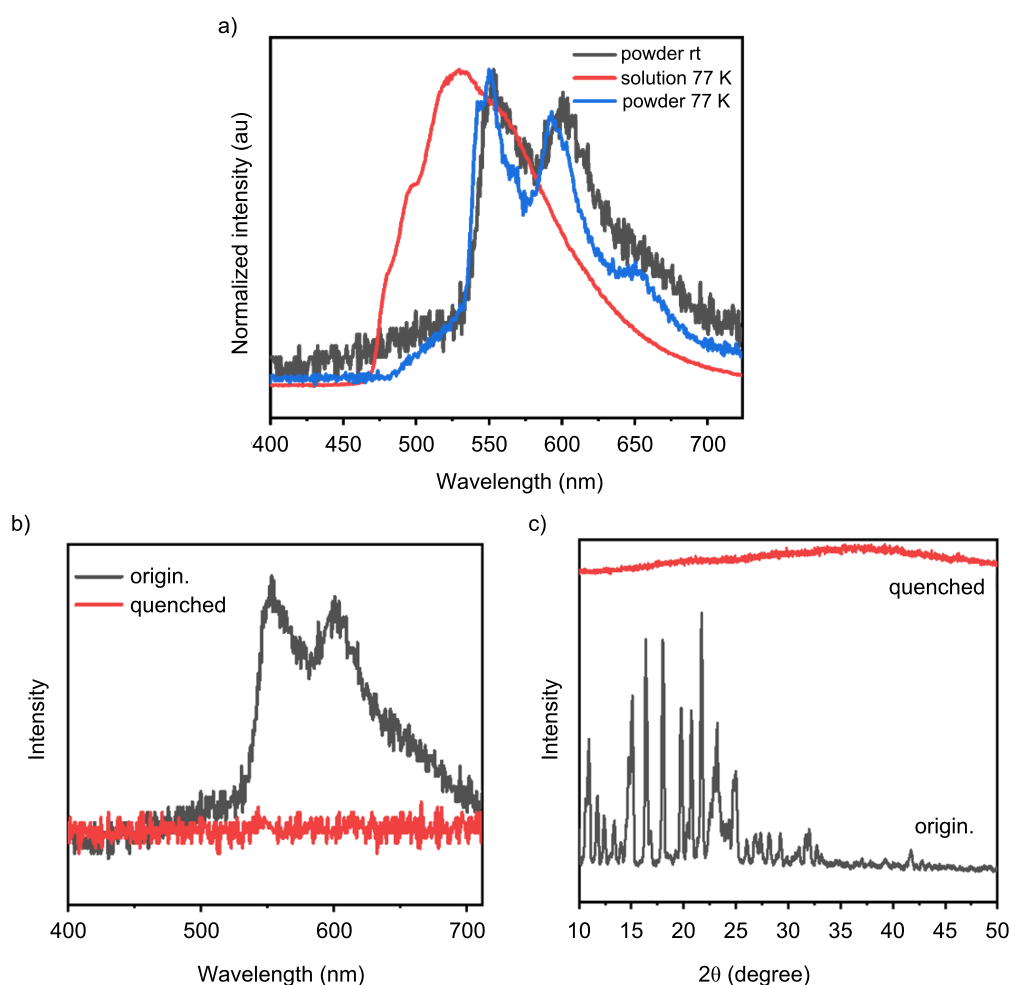 a)
powder rt
solution 77 K
powder 77 K
Normalized intensity (au)
400 450 500 550 600 650 700
Wavelength (nm)
b)
origin.
quenched
Intensity
400 500 600 700
Wavelength (nm)
c)
quenched
origin.
Intensity
10 15 20 25 30 35 40 45 50
2θ (degree)